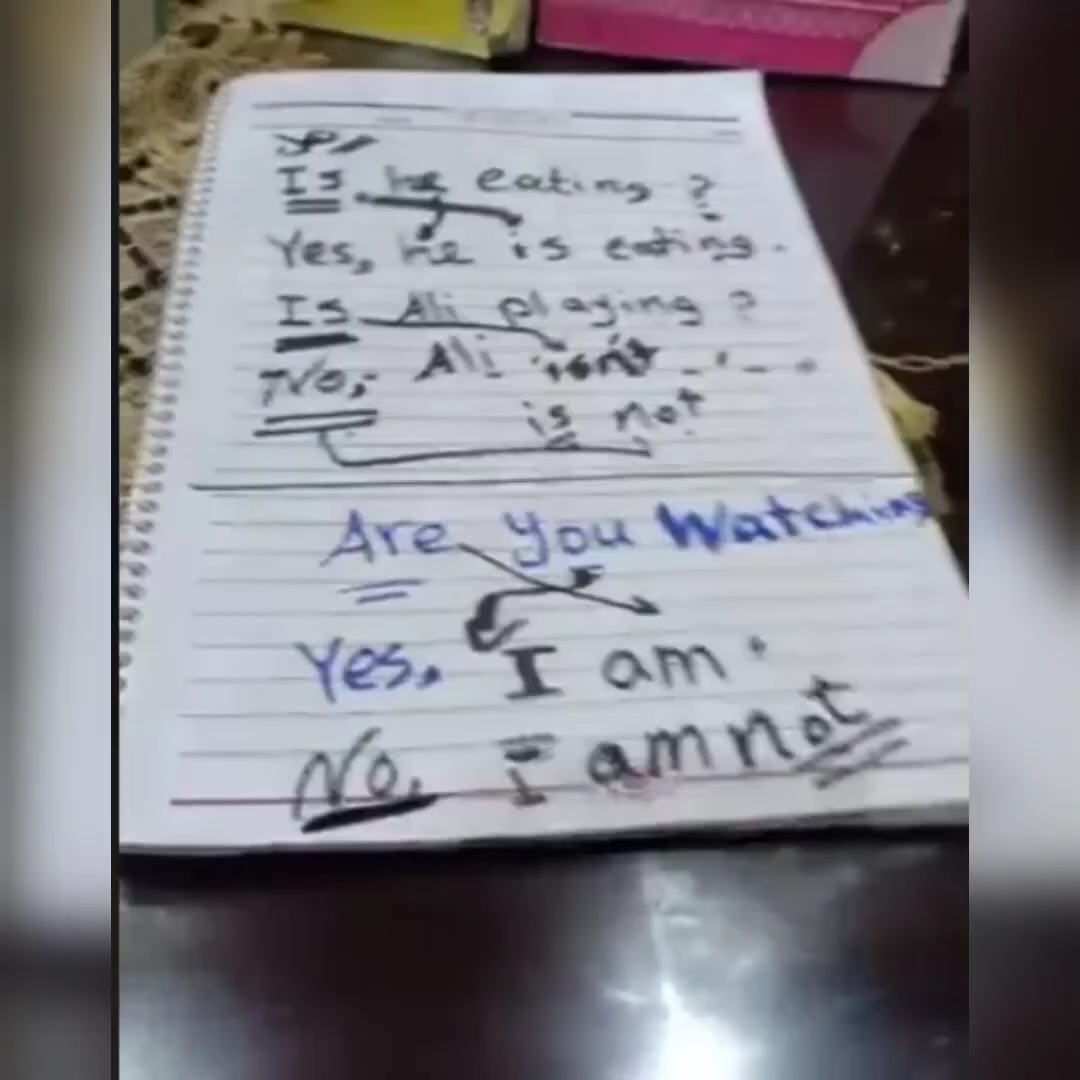 Is he eating ?
Yes, he is eating.
Is Ali playing ?
No, Ali isn't
is not
Are you Watching
Yes, I am.
No, I am not